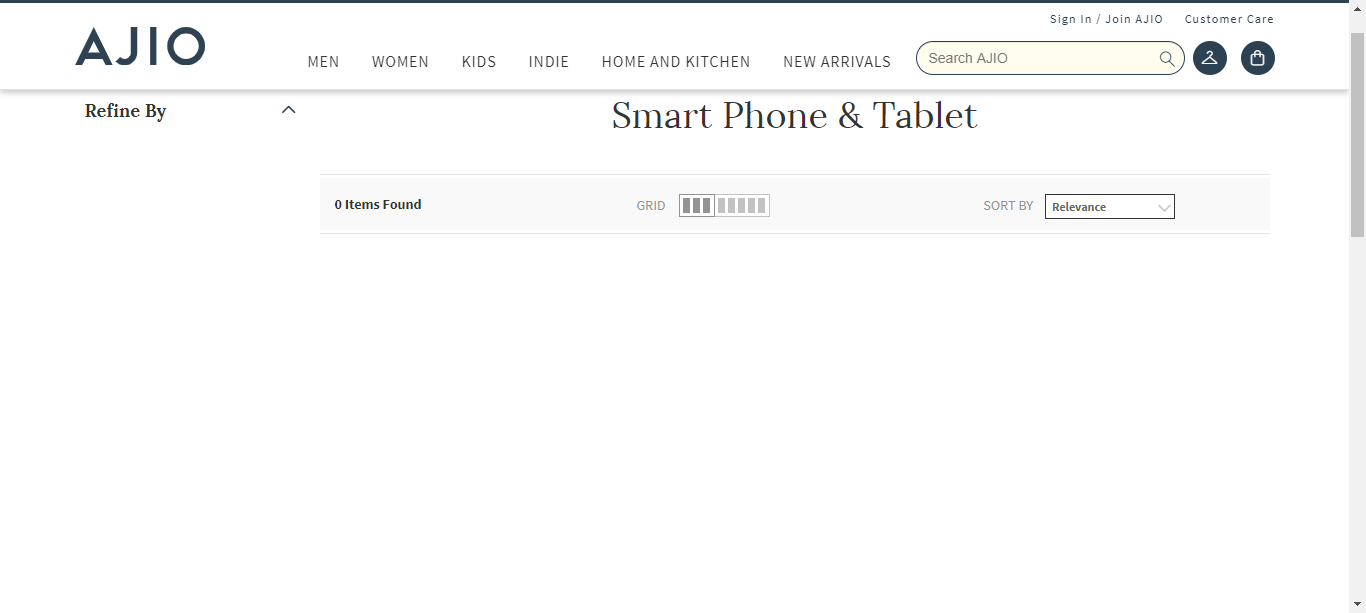 Sign In / Join AJIO Customer Care
AJIO
MEN WOMEN KIDS INDIE HOME AND KITCHEN NEW ARRIVALS Search AJIO
Refine By
Smart Phone & Tablet
0 Items Found GRID SORT BY Relevance